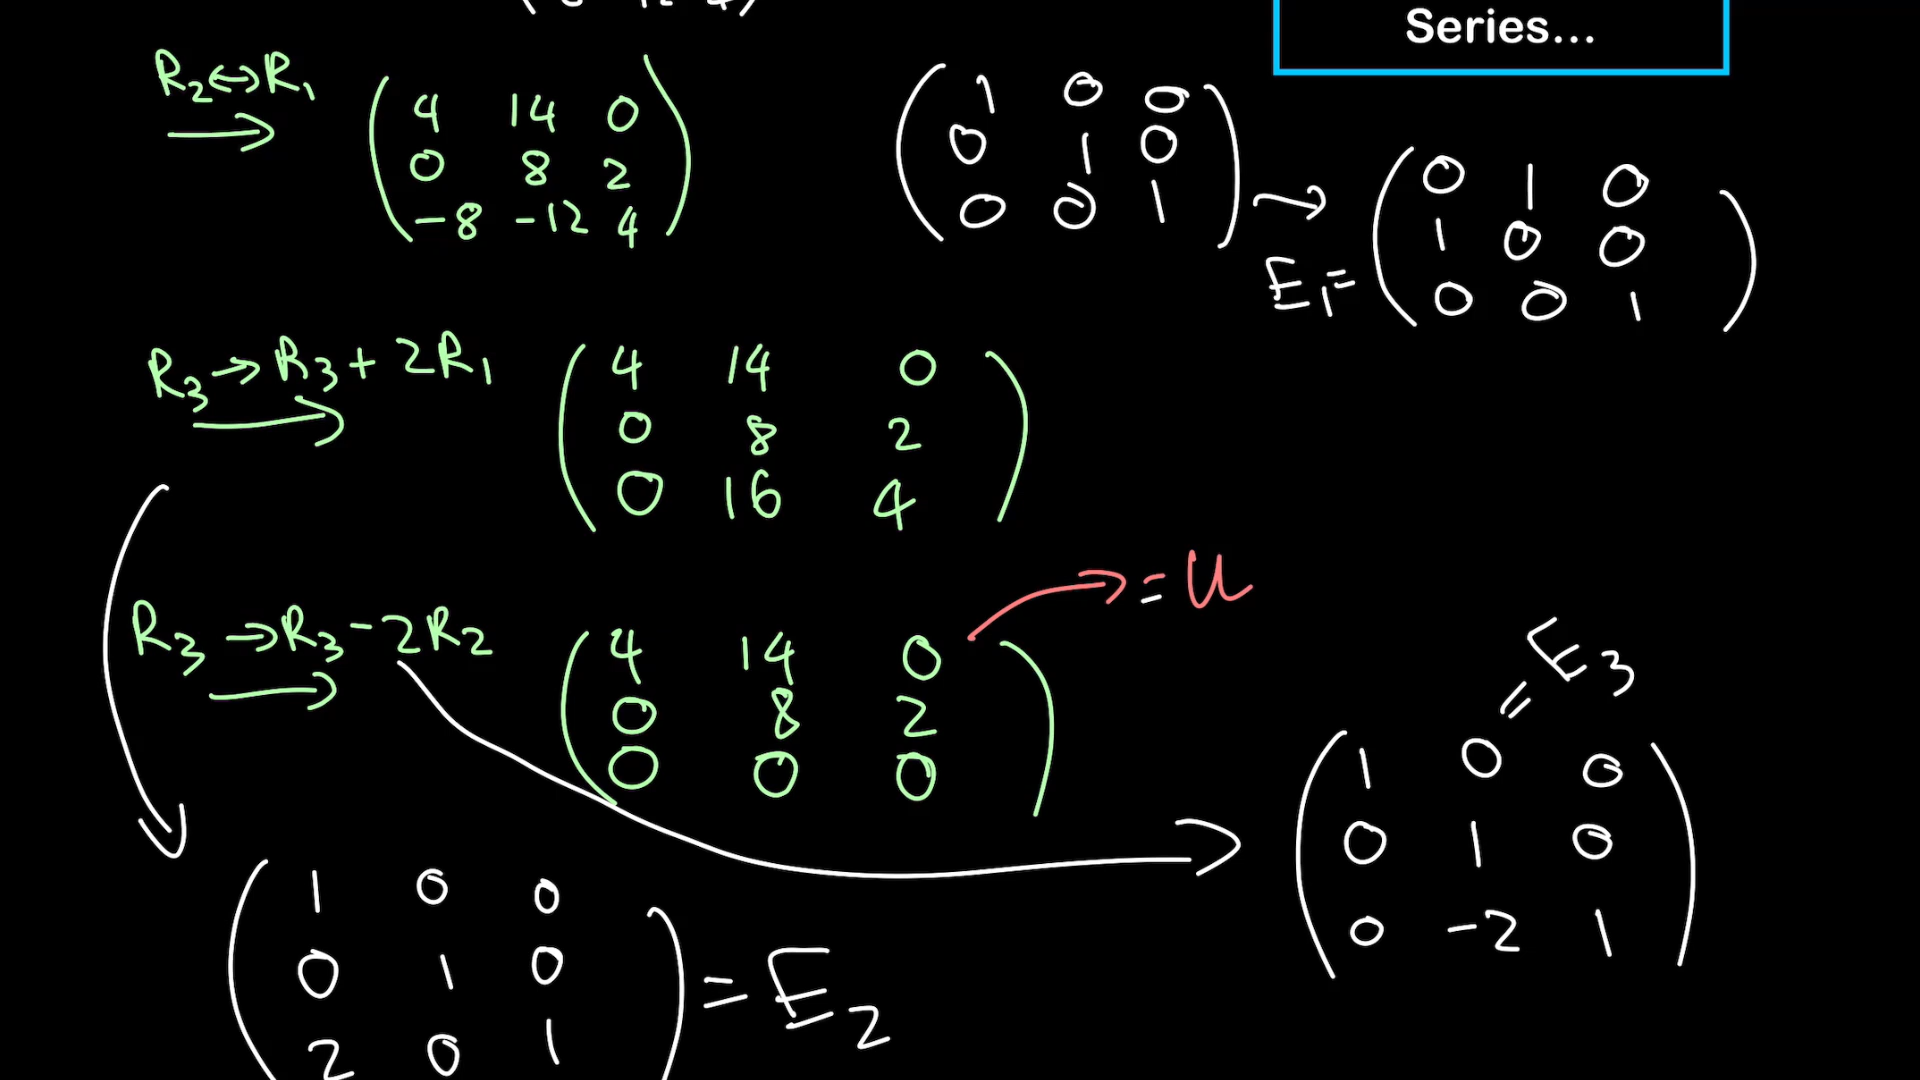 Series...
R₂↔R₁
4 14 0
0 8 2
-8 -12 4
1 0 0
0 1 0
0 0 1
E₁=
0 1 0
1 0 0
0 0 1
R₃→R₃+2R₁
4 14 0
0 8 2
0 16 4
R₃→R₃-2R₂
4 14 0
0 8 2
0 0 0
→= U
= E₃
1 0 0
0 1 0
0 -2 1
1 0 0
0 1 0
2 0 1
= E₂